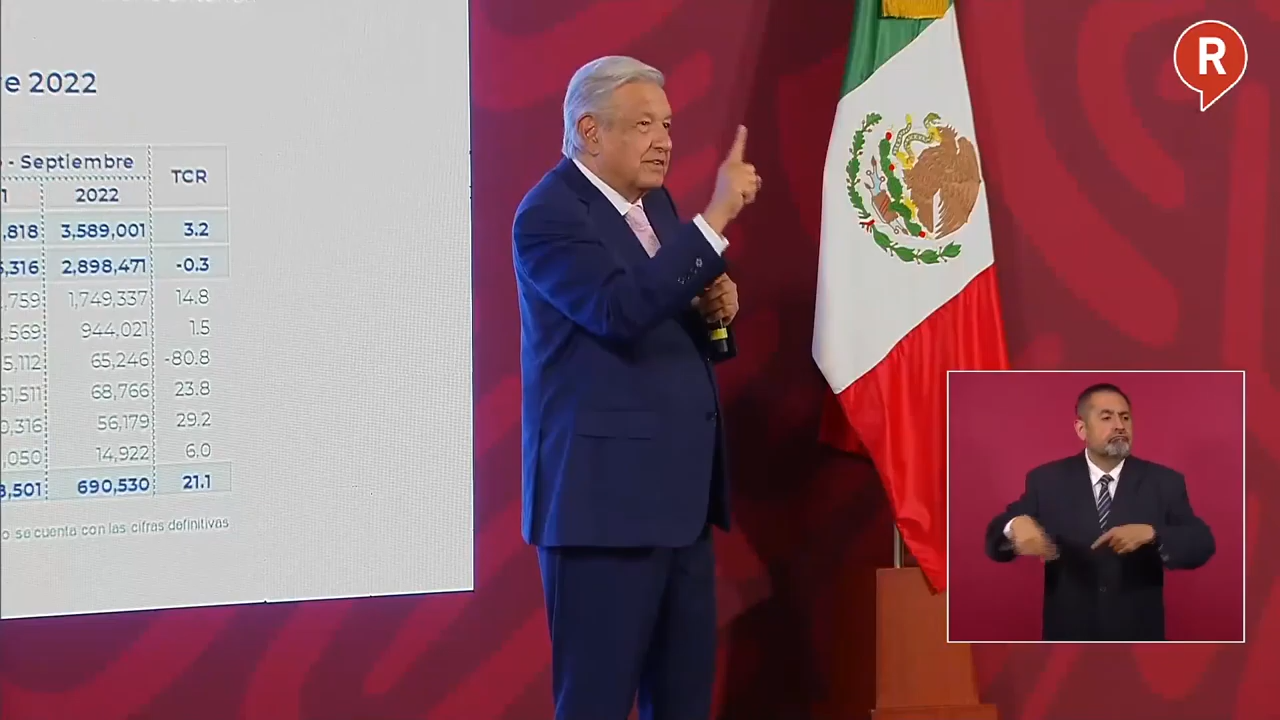 e 2022
- Septiembre
TCR
1 2022
,818 3,589,001 3.2
,316 2,898,471 -0.3
,759 1,749,337 14.8
,569 944,021 1.5
5,112 65,246 -80.8
51,511 68,766 23.8
0,316 56,179 29.2
,050 14,922 6.0
8,501 690,530 21.1
o se cuenta con las cifras definitivas
R